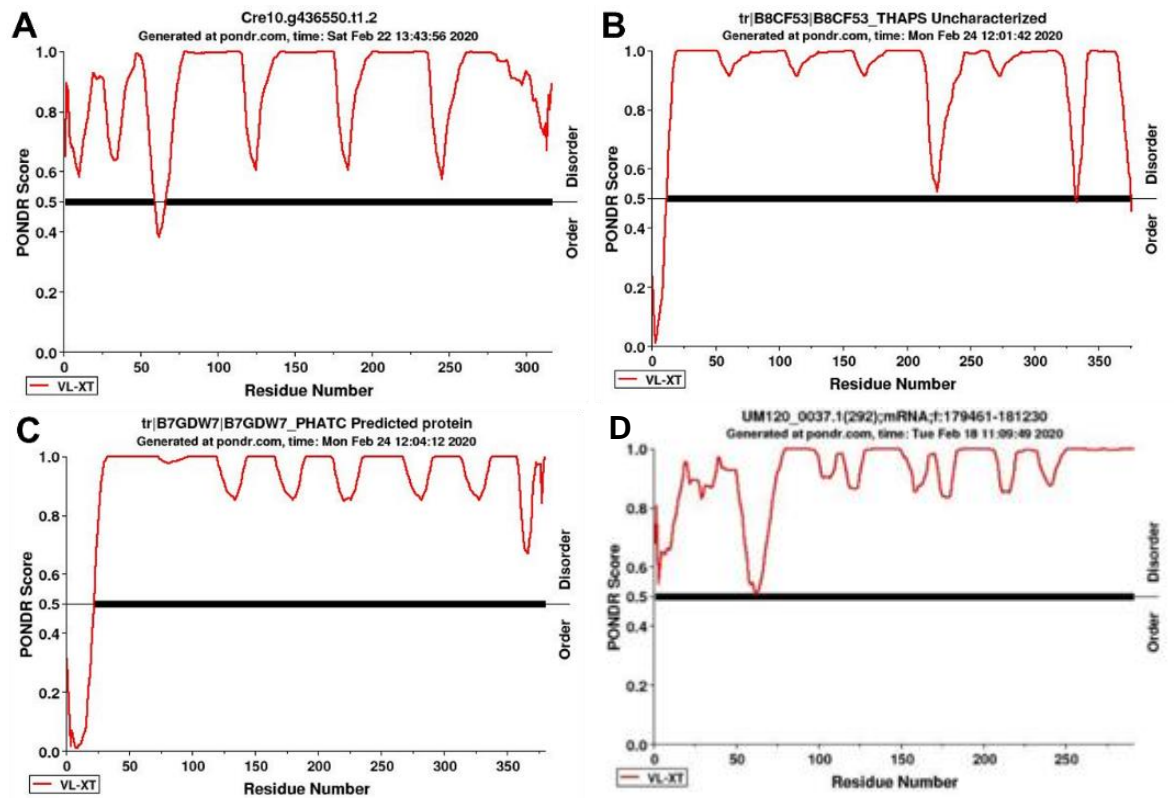 A
Cre10.g436550.t1.2
Generated at pondr.com, time: Sat Feb 22 13:43:56 2020
1.0
0.8
0.6
0.5
0.4
0.2
0.0
PONDR Score
Disorder
Order
0 50 100 150 200 250 300
Residue Number
VL-XT
B
tr|B8CF53|B8CF53_THAPS Uncharacterized
Generated at pondr.com, time: Mon Feb 24 12:01:42 2020
1.0
0.8
0.6
0.5
0.4
0.2
0.0
PONDR Score
Disorder
Order
0 50 100 150 200 250 300 350
Residue Number
VL-XT
C
tr|B7GDW7|B7GDW7_PHATC Predicted protein
Generated at pondr.com, time: Mon Feb 24 12:04:12 2020
1.0
0.8
0.6
0.5
0.4
0.2
0.0
PONDR Score
Disorder
Order
0 50 100 150 200 250 300 350
Residue Number
VL-XT
D
UM120_0037.1(292);mRNA;f:179461-181230
Generated at pondr.com, time: Tue Feb 18 11:09:49 2020
1.0
0.8
0.6
0.5
0.4
0.2
0.0
PONDR Score
Disorder
Order
0 50 100 150 200 250
Residue Number
VL-XT